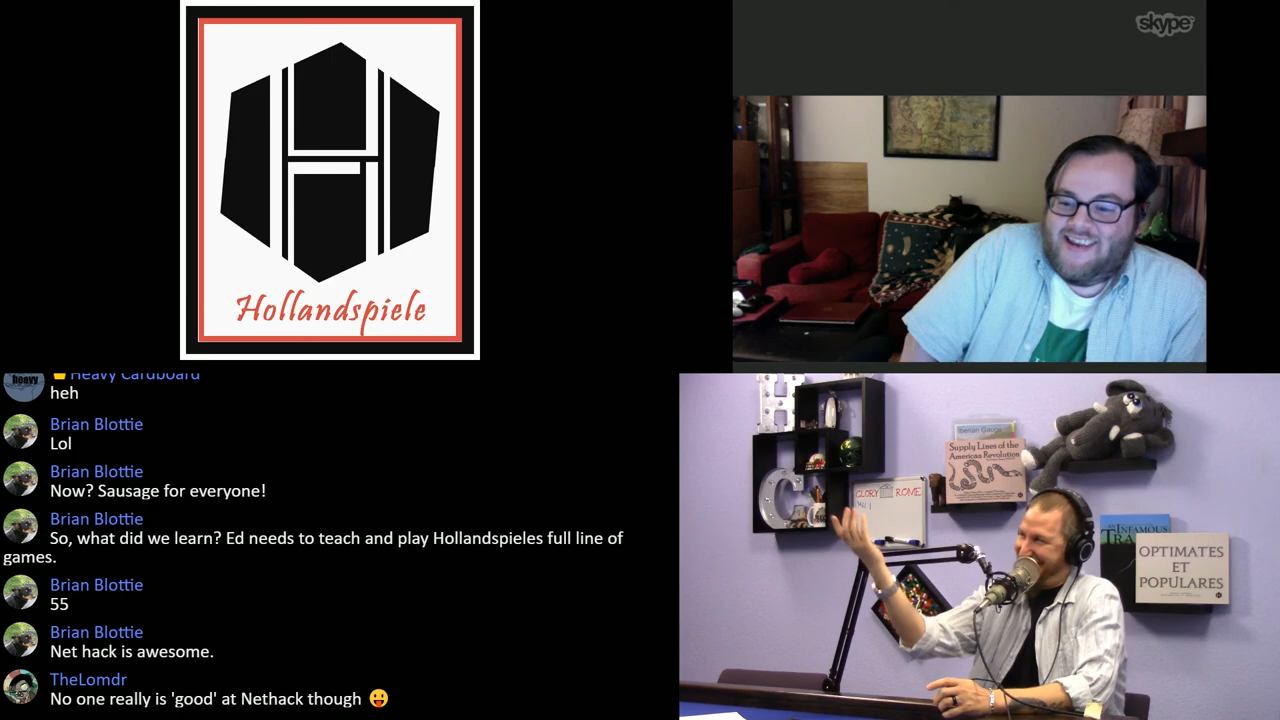 skype
Hollandspiele
Heavy Cardboard
heh
Brian Blottie
Lol
Brian Blottie
Now? Sausage for everyone!
Brian Blottie
So, what did we learn? Ed needs to teach and play Hollandspieles full line of
games.
Brian Blottie
55
Brian Blottie
Net hack is awesome.
TheLomdr
No one really is 'good' at Nethack though
Iberian Gauge
Supply Lines of the
American Revolution
GLORY ROME
AN INFAMOUS
OPTIMATES
ET
POPULARES